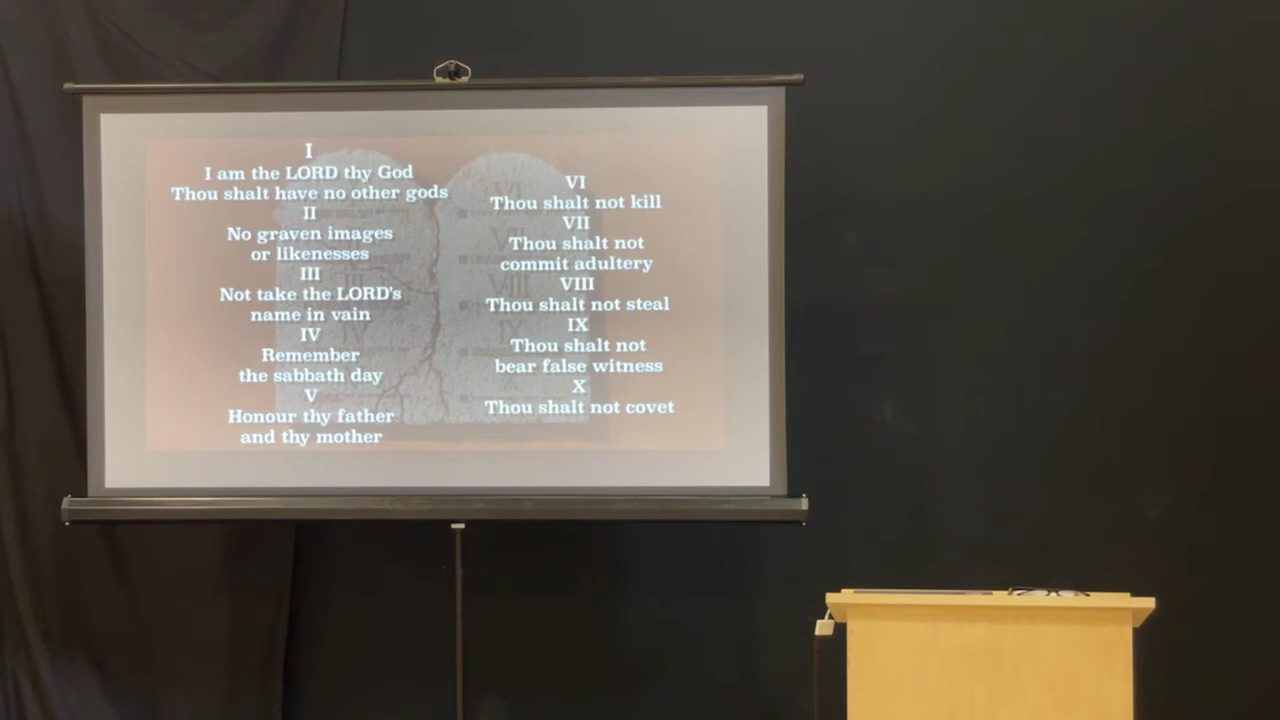 I
I am the LORD thy God
Thou shalt have no other gods
II
No graven images
or likenesses
III
Not take the LORD's
name in vain
IV
Remember
the sabbath day
V
Honour thy father
and thy mother
VI
Thou shalt not kill
VII
Thou shalt not
commit adultery
VIII
Thou shalt not steal
IX
Thou shalt not
bear false witness
X
Thou shalt not covet